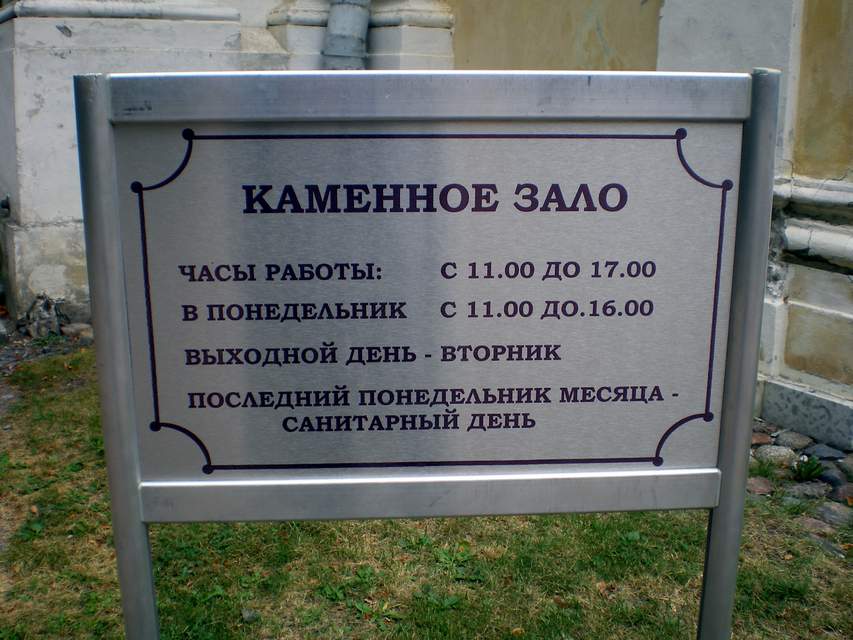 КАМЕННОЕ ЗАЛО
ЧАСЫ РАБОТЫ: С 11.00 ДО 17.00
В ПОНЕДЕЛЬНИК С 11.00 ДО.16.00
ВЫХОДНОЙ ДЕНЬ - ВТОРНИК
ПОСЛЕДНИЙ ПОНЕДЕЛЬНИК МЕСЯЦА -
САНИТАРНЫЙ ДЕНЬ